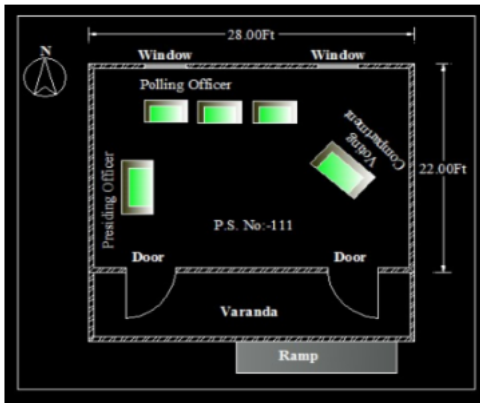 28.00Ft
N
Window
Window
Polling Officer
Voting
Compartment
22.00Ft
Presiding Officer
P.S. No:-111
Door
Door
Varanda
Ramp